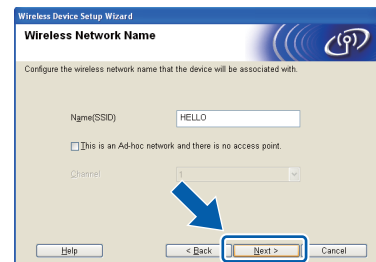 Wireless Device Setup Wizard
Wireless Network Name
Configure the wireless network name that the device will be associated with.
Name(SSID) HELLO
This is an Ad-hoc network and there is no access point.
Channel 1
Help < Back Next > Cancel